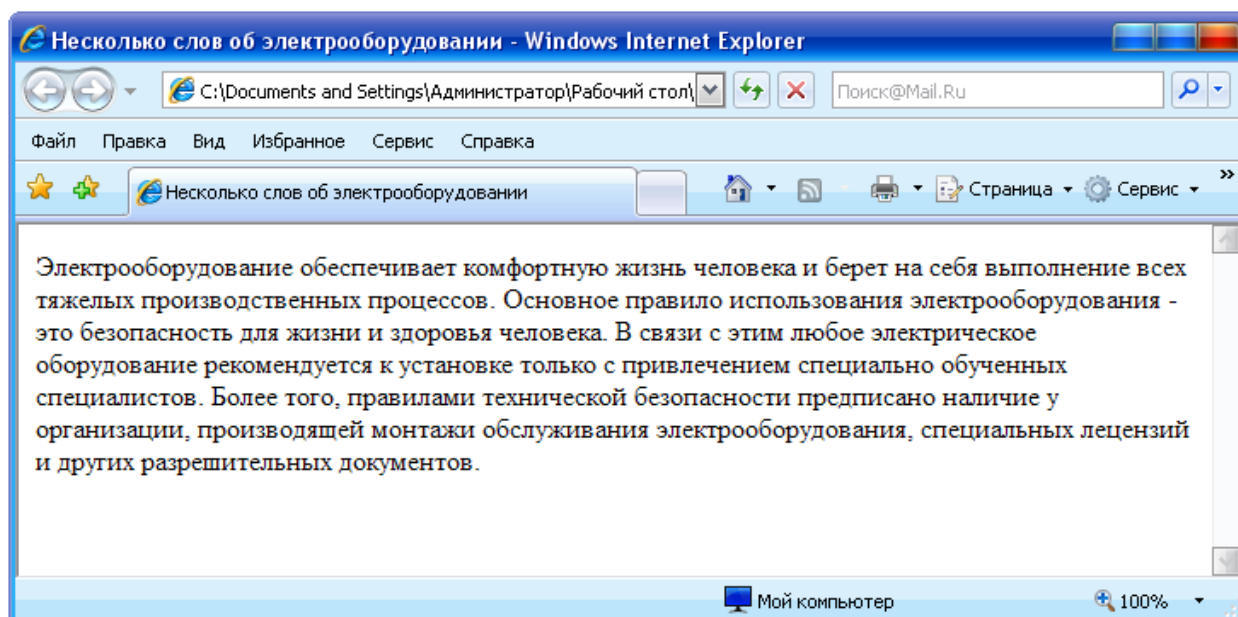 Несколько слов об электрооборудовании - Windows Internet Explorer
C:\Documents and Settings\Администратор\Рабочий стол\
Поиск@Mail.Ru
Файл Правка Вид Избранное Сервис Справка
Несколько слов об электрооборудовании
Страница Сервис »
Электрооборудование обеспечивает комфортную жизнь человека и берет на себя выполнение всех
тяжелых производственных процессов. Основное правило использования электрооборудования -
это безопасность для жизни и здоровья человека. В связи с этим любое электрическое
оборудование рекомендуется к установке только с привлечением специально обученных
специалистов. Более того, правилами технической безопасности предписано наличие у
организации, производящей монтажи обслуживания электрооборудования, специальных леценزий
и других разрешительных документов.
Мой компьютер 100%